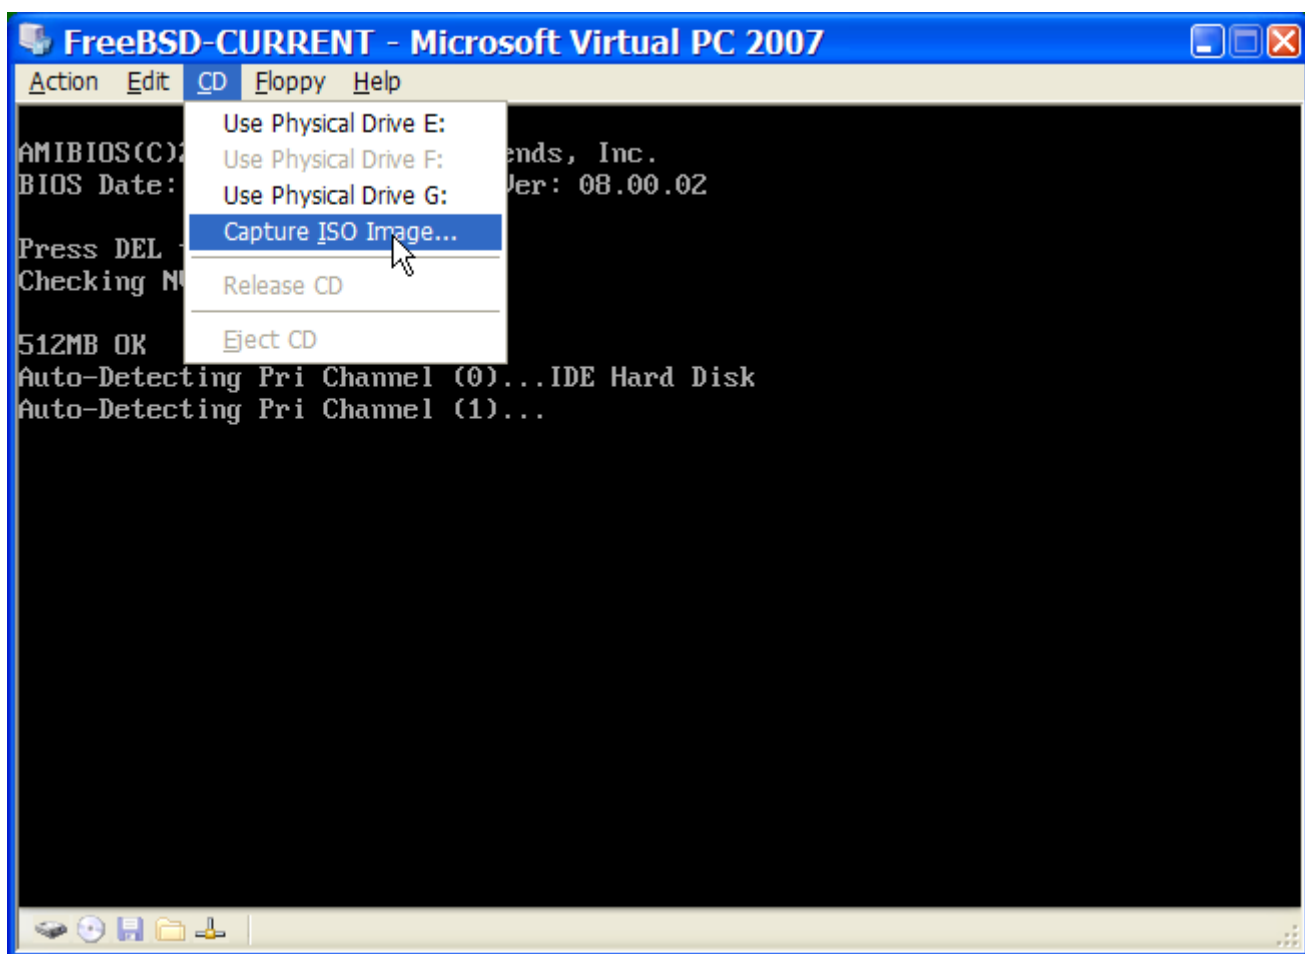 FreeBSD-CURRENT - Microsoft Virtual PC 2007
Action Edit CD Floppy Help
Use Physical Drive E:
Use Physical Drive F:
Use Physical Drive G:
Capture ISO Image...
Release CD
Eject CD
AMIBIOS(C) Inc.
BIOS Date: 08.00.02
Press DEL
Checking
512MB OK
Auto-Detecting Pri Channel (0)...IDE Hard Disk
Auto-Detecting Pri Channel (1)...